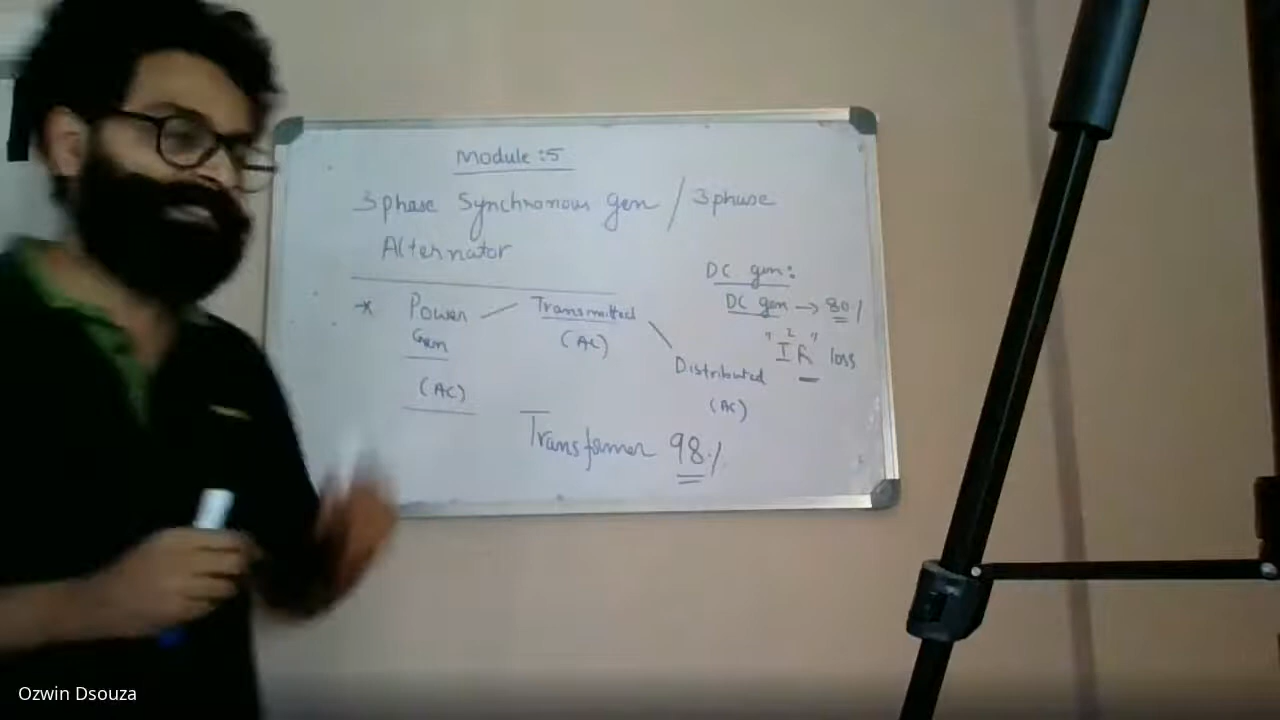 Module :5
3 phase Synchronous gen / 3 phase
Alternator
* Power Gen (AC)
Transmitted (AC)
Distributed (AC)
DC gen:
DC gen → 80%
"I²R" loss
Transformer 98%
Ozwin Dsouza